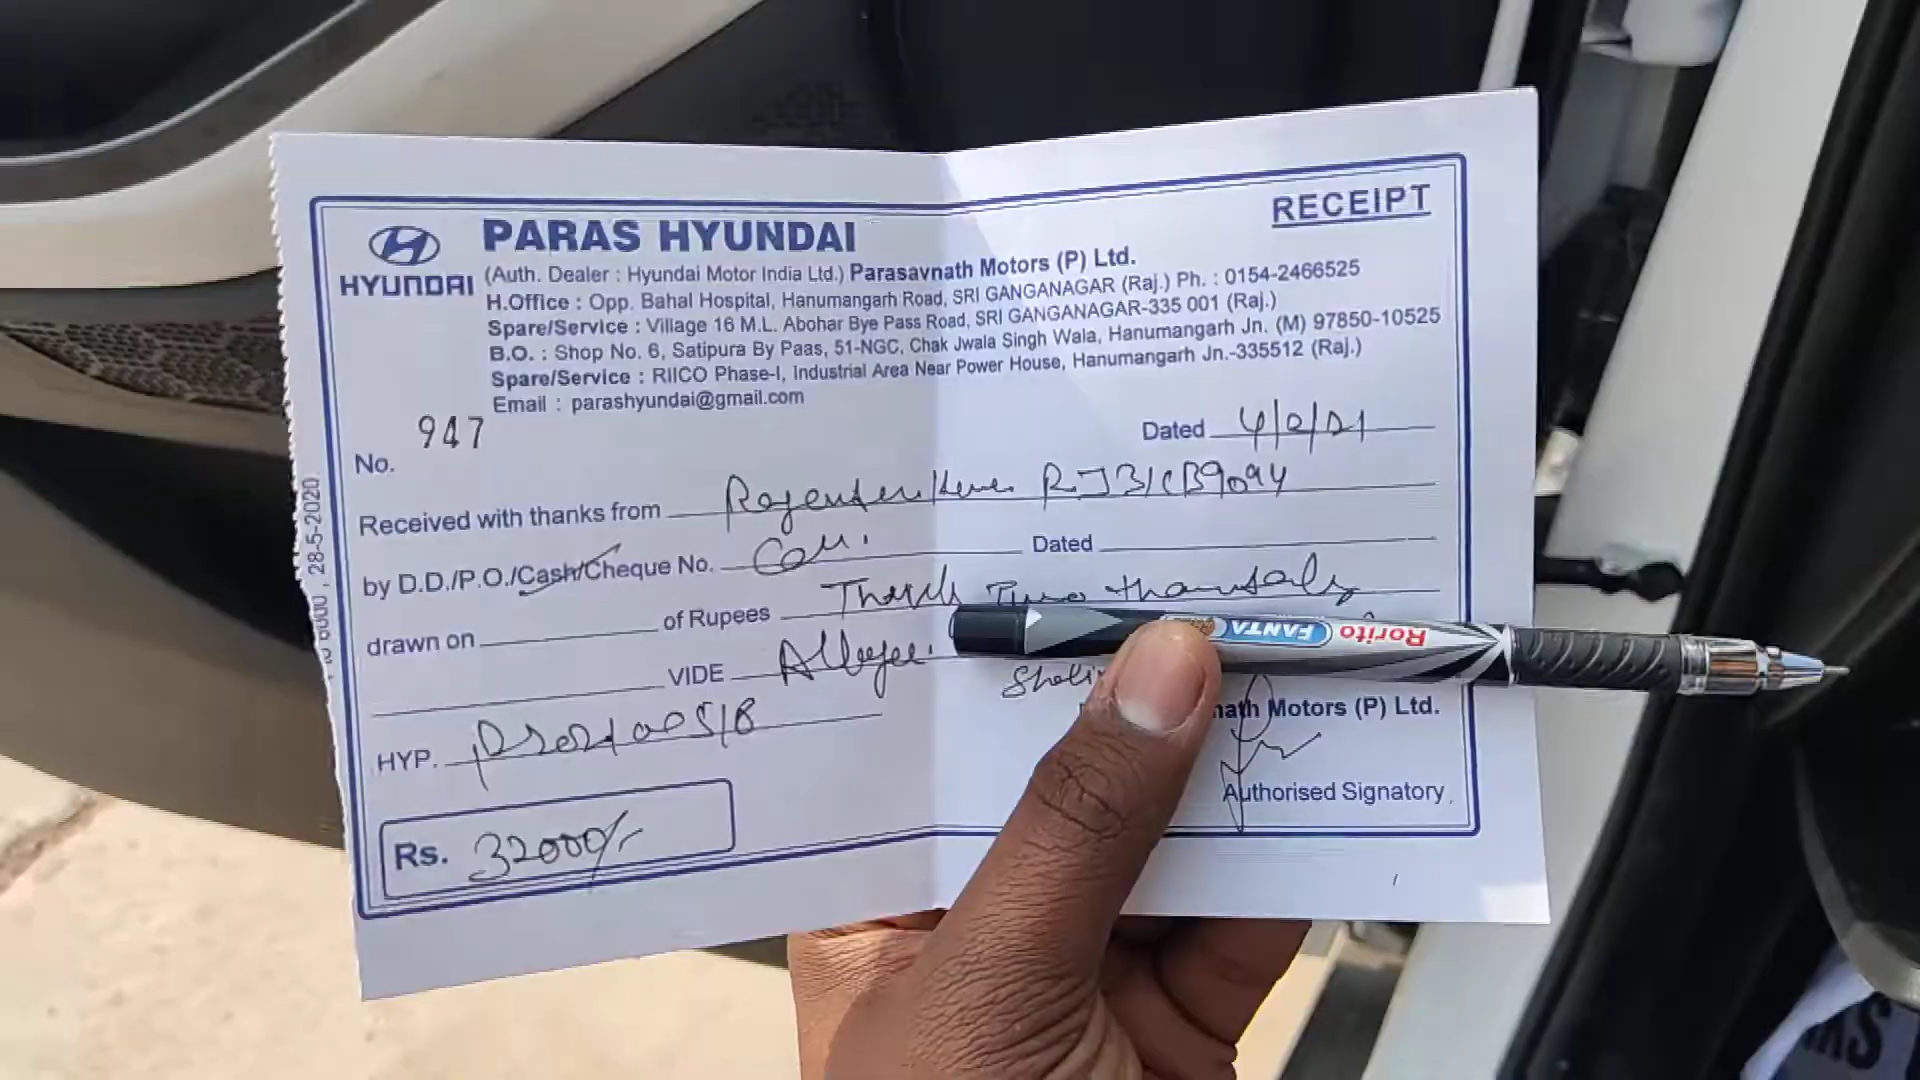 RECEIPT
PARAS HYUNDAI
HYUNDAI
(Auth. Dealer : Hyundai Motor India Ltd.) Parasavnath Motors (P) Ltd.
H.Office : Opp. Bahal Hospital, Hanumangarh Road, SRI GANGANAGAR (Raj.) Ph. : 0154-2466525
Spare/Service : Village 16 M.L. Abohar Bye Pass Road, SRI GANGANAGAR-335 001 (Raj.)
B.O. : Shop No. 6, Satipura By Paas, 51-NGC, Chak Jwala Singh Wala, Hanumangarh Jn. (M) 97850-10525
Spare/Service : RIICO Phase-I, Industrial Area Near Power House, Hanumangarh Jn.-335512 (Raj.)
Email : parashyundai@gmail.com
No. 947
Dated 4/2/21
Received with thanks from RJ31CB9094
by D.D./P.O./Cash/Cheque No. Dated
drawn on of Rupees Two
VIDE
HYP.
Rs. 32000/-
nath Motors (P) Ltd.
Authorised Signatory
28-5-2020
Rorito FANTA